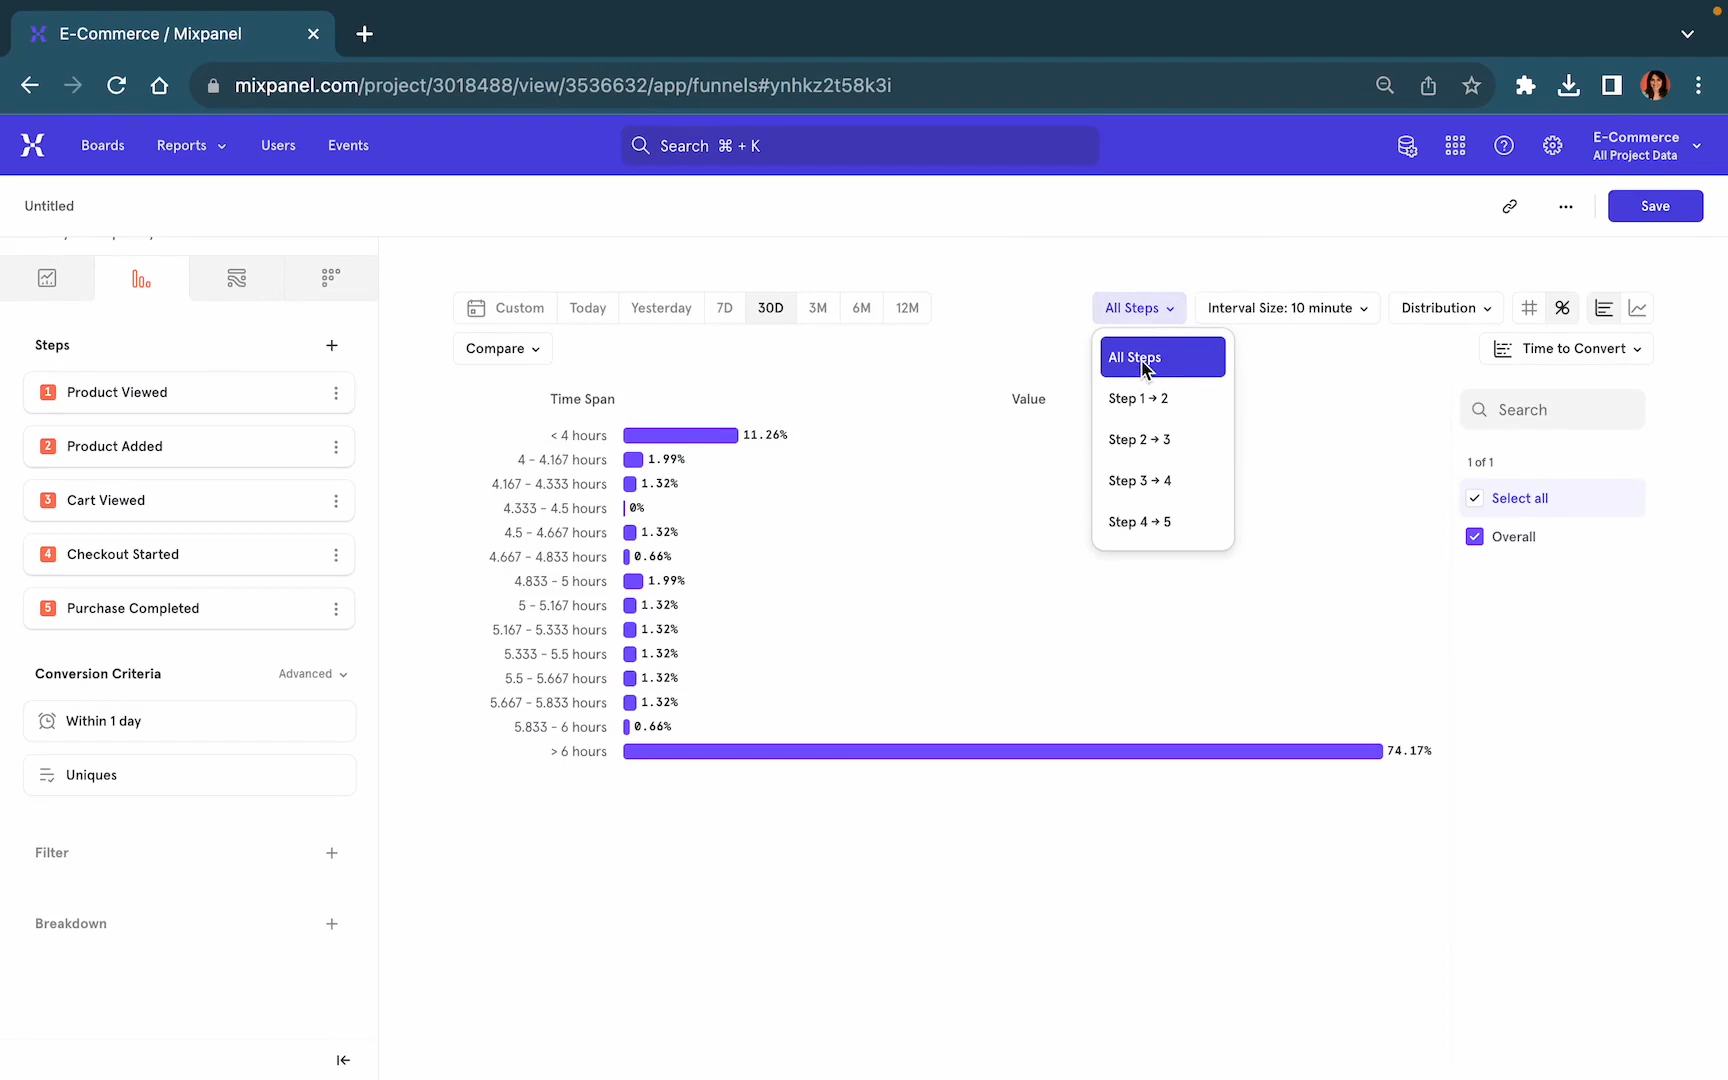 E-Commerce / Mixpanel
mixpanel.com/project/3018488/view/3536632/app/funnels#ynhkz2t58k3i
Boards
Reports
Users
Events
Search ⌘ + K
E-Commerce
All Project Data
Untitled
Save
Custom
Today
Yesterday
7D
30D
3M
6M
12M
All Steps
Interval Size: 10 minute
Distribution
Compare
Time to Convert
All Steps
Step 1 → 2
Step 2 → 3
Step 3 → 4
Step 4 → 5
Steps
1 Product Viewed
2 Product Added
3 Cart Viewed
4 Checkout Started
5 Purchase Completed
Conversion Criteria
Advanced
Within 1 day
Uniques
Filter
Breakdown
Time Span
Value
< 4 hours 11.26%
4 - 4.167 hours 1.99%
4.167 - 4.333 hours 1.32%
4.333 - 4.5 hours 0%
4.5 - 4.667 hours 1.32%
4.667 - 4.833 hours 0.66%
4.833 - 5 hours 1.99%
5 - 5.167 hours 1.32%
5.167 - 5.333 hours 1.32%
5.333 - 5.5 hours 1.32%
5.5 - 5.667 hours 1.32%
5.667 - 5.833 hours 1.32%
5.833 - 6 hours 0.66%
> 6 hours 74.17%
Search
1 of 1
Select all
Overall